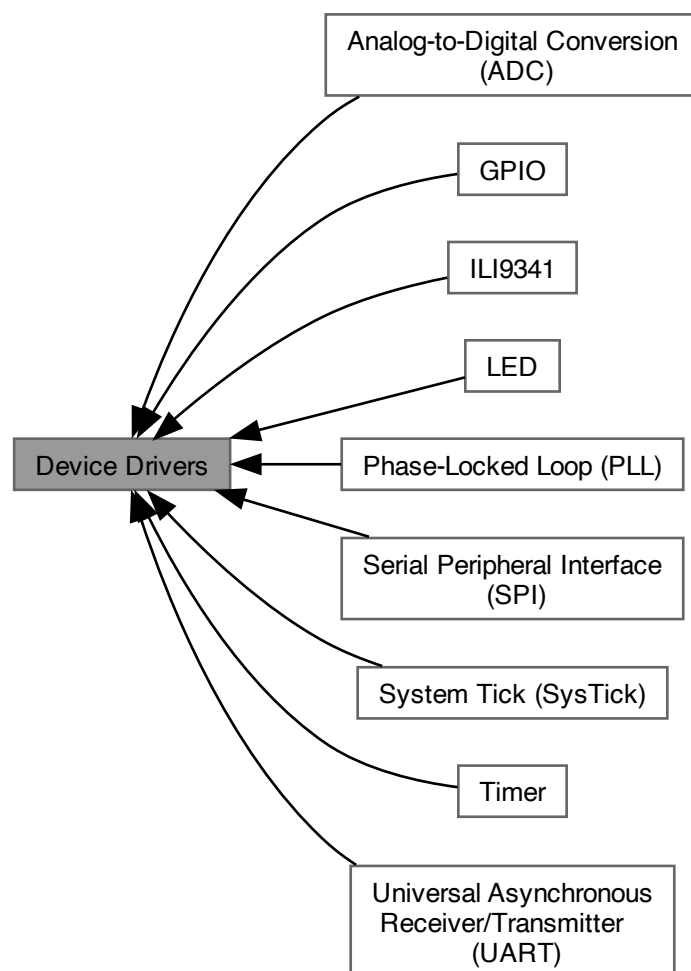 Analog-to-Digital Conversion
(ADC)
GPIO
ILI9341
LED
Device Drivers
Phase-Locked Loop (PLL)
Serial Peripheral Interface
(SPI)
System Tick (SysTick)
Timer
Universal Asynchronous
Receiver/Transmitter
(UART)